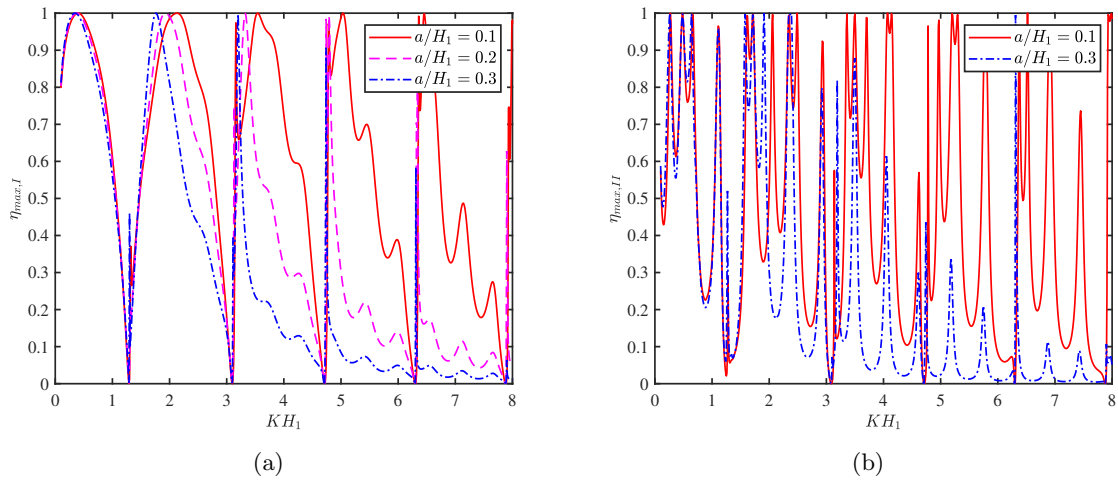 1
0.9
0.8
0.7
0.6
0.5
0.4
0.3
0.2
0.1
0
η_{max,I}
0 1 2 3 4 5 6 7 8
KH_1
a/H_1 = 0.1
a/H_1 = 0.2
a/H_1 = 0.3
(a)
1
0.9
0.8
0.7
0.6
0.5
0.4
0.3
0.2
0.1
0
η_{max,II}
0 1 2 3 4 5 6 7 8
KH_1
a/H_1 = 0.1
a/H_1 = 0.3
(b)